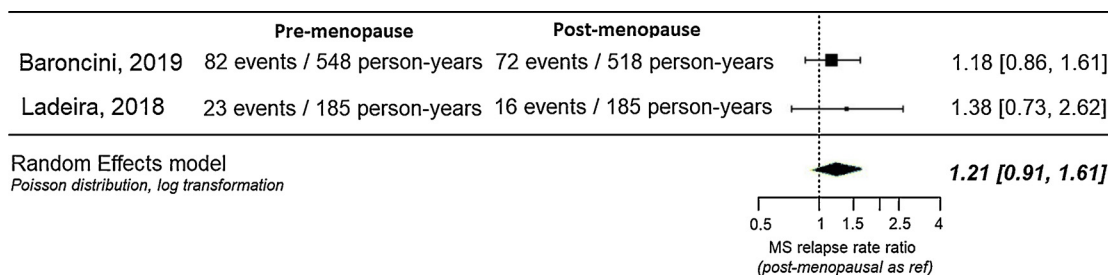 Pre-menopause Post-menopause
Baroncini, 2019 82 events / 548 person-years 72 events / 518 person-years 1.18 [0.86, 1.61]
Ladeira, 2018 23 events / 185 person-years 16 events / 185 person-years 1.38 [0.73, 2.62]
Random Effects model 1.21 [0.91, 1.61]
Poisson distribution, log transformation
0.5 1 1.5 2.5 4
MS relapse rate ratio
(post-menopausal as ref)